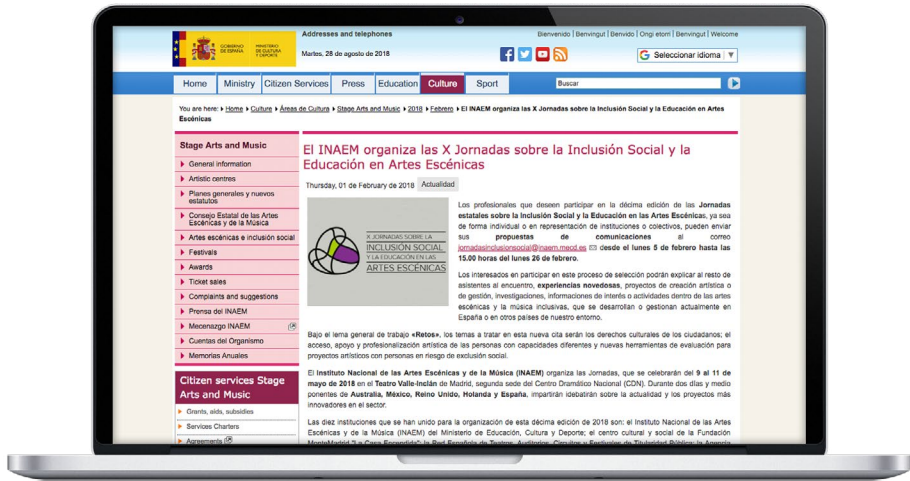 GOBIERNO
DE ESPAÑA
MINISTERIO
DE CULTURA
Y DEPORTE
Addresses and telephones
Bienvenido | Benvingut | Benvido | Ongi etorri | Benvingut | Welcome
Martes, 28 de agosto de 2018
Seleccionar idioma
Home
Ministry
Citizen Services
Press
Education
Culture
Sport
Buscar
You are here: Home Culture Áreas de Cultura Stage Arts and Music 2018 Febrero El INAEM organiza las X Jornadas sobre la Inclusión Social y la Educación en Artes
Escénicas
Stage Arts and Music
General information
Artistic centres
Planes generales y nuevos
estatutos
Consejo Estatal de las Artes
Escénicas y de la Música
Artes escénicas e inclusión social
Festivals
Awards
Ticket sales
Complaints and suggestions
Prensa del INAEM
Mecenazgo INAEM
Cuentas del Organismo
Memorias Anuales
Citizen services Stage
Arts and Music
Grants, aids, subsidies
Services Charters
Agreements
El INAEM organiza las X Jornadas sobre la Inclusión Social y la
Educación en Artes Escénicas
Thursday, 01 de February de 2018 Actualidad
X JORNADAS SOBRE LA
INCLUSIÓN SOCIAL
Y LA EDUCACIÓN EN LAS
ARTES ESCÉNICAS
Los profesionales que deseen participar en la décima edición de las Jornadas
estatales sobre la Inclusión Social y la Educación en las Artes Escénicas, ya sea
de forma individual o en representación de instituciones o colectivos, pueden enviar
sus propuestas de comunicaciones al correo
jornadasinclusionsocial@inaem.mecd.es desde el lunes 5 de febrero hasta las
15.00 horas del lunes 26 de febrero.
Los interesados en participar en este proceso de selección podrán explicar al resto de
asistentes al encuentro, experiencias novedosas, proyectos de creación artística o
de gestión, investigaciones, informaciones de interés o actividades dentro de las artes
escénicas y la música inclusivas, que se desarrollan o gestionan actualmente en
España o en otros países de nuestro entorno.
Bajo el lema general de trabajo «Retos», los temas a tratar en esta nueva cita serán los derechos culturales de los ciudadanos; el
acceso, apoyo y profesionalización artística de las personas con capacidades diferentes y nuevas herramientas de evaluación para
proyectos artísticos con personas en riesgo de exclusión social.
El Instituto Nacional de las Artes Escénicas y de la Música (INAEM) organiza las Jornadas, que se celebrarán del 9 al 11 de
mayo de 2018 en el Teatro Valle-Inclán de Madrid, segunda sede del Centro Dramático Nacional (CDN). Durante dos días y medio
ponentes de Australia, México, Reino Unido, Holanda y España, impartirán idebatirán sobre la actualidad y los proyectos más
innovadores en el sector.
Las diez instituciones que se han unido para la organización de esta décima edición de 2018 son: el Instituto Nacional de las Artes
Escénicas y de la Música (INAEM) del Ministerio de Educación, Cultura y Deporte; el centro cultural y social de la Fundación
MonteMadrid "La Casa Encendida"; la Red Española de Teatros, Auditorios, Circuitos y Festivales de Titularidad Pública; la Agencia